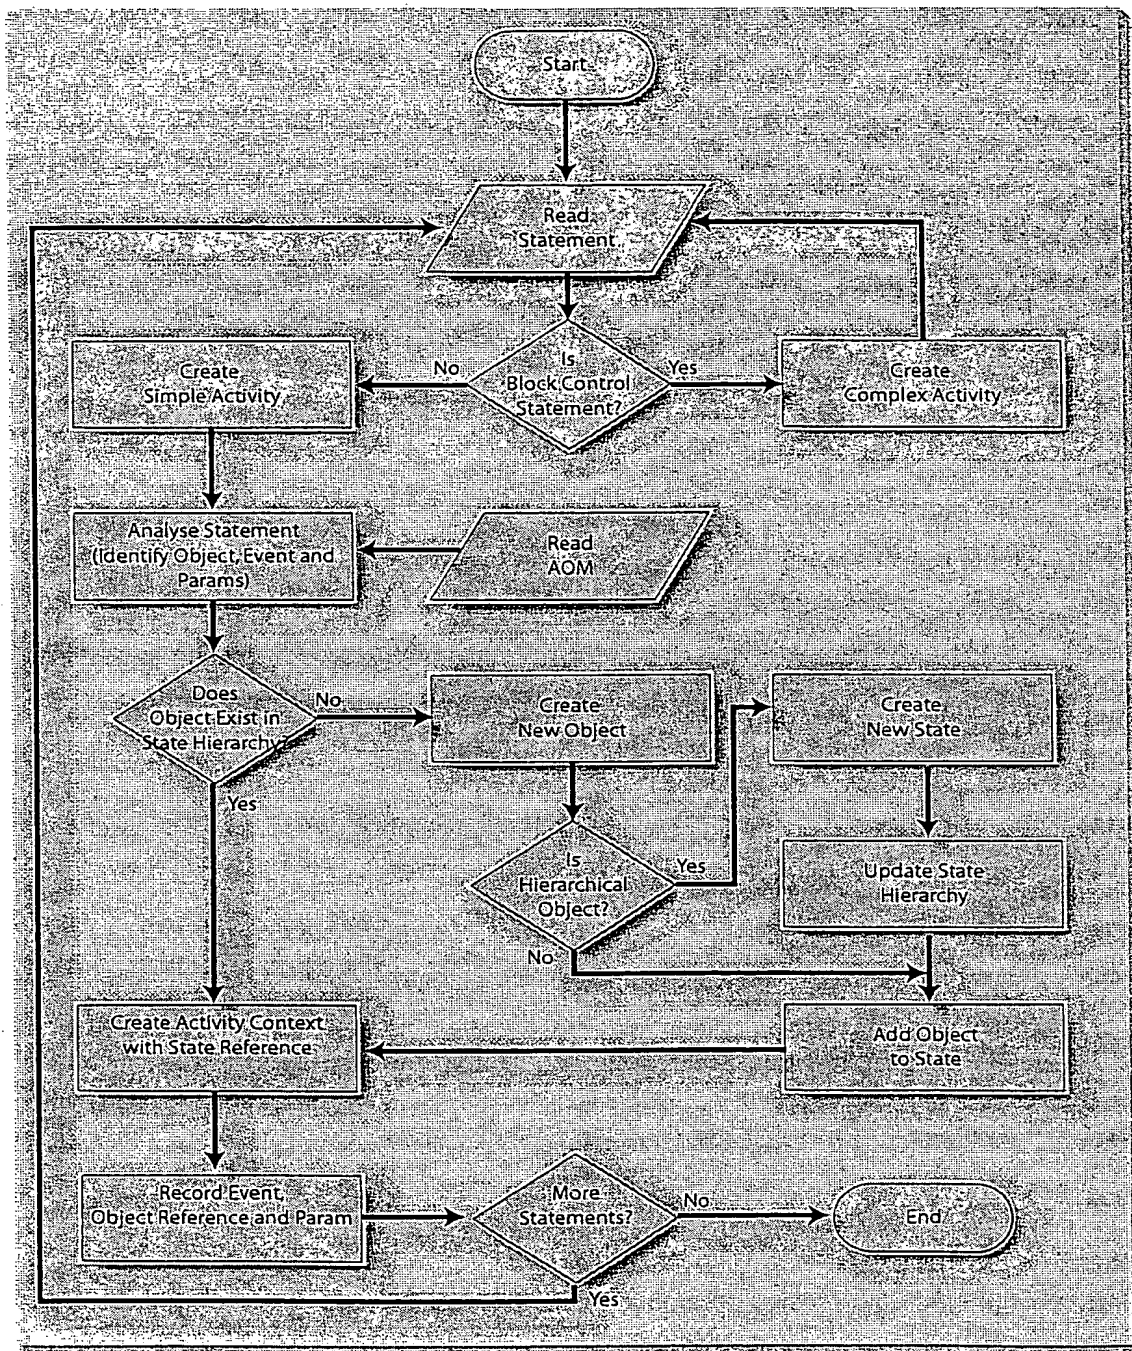 Start
Read
Statement
Is
Block Control
Statement?
No
Yes
Create
Simple Activity
Create
Complex Activity
Analyse Statement
(Identify Object, Event and
Params)
Read
AOM
Does
Object Exist in
State Hierarchy?
No
Yes
Create
New Object
Create
New State
Is
Hierarchical
Object?
Yes
No
Update State
Hierarchy
Create Activity Context
with State Reference
Add Object
to State
Record Event,
Object Reference and Param
More
Statements?
No
Yes
End